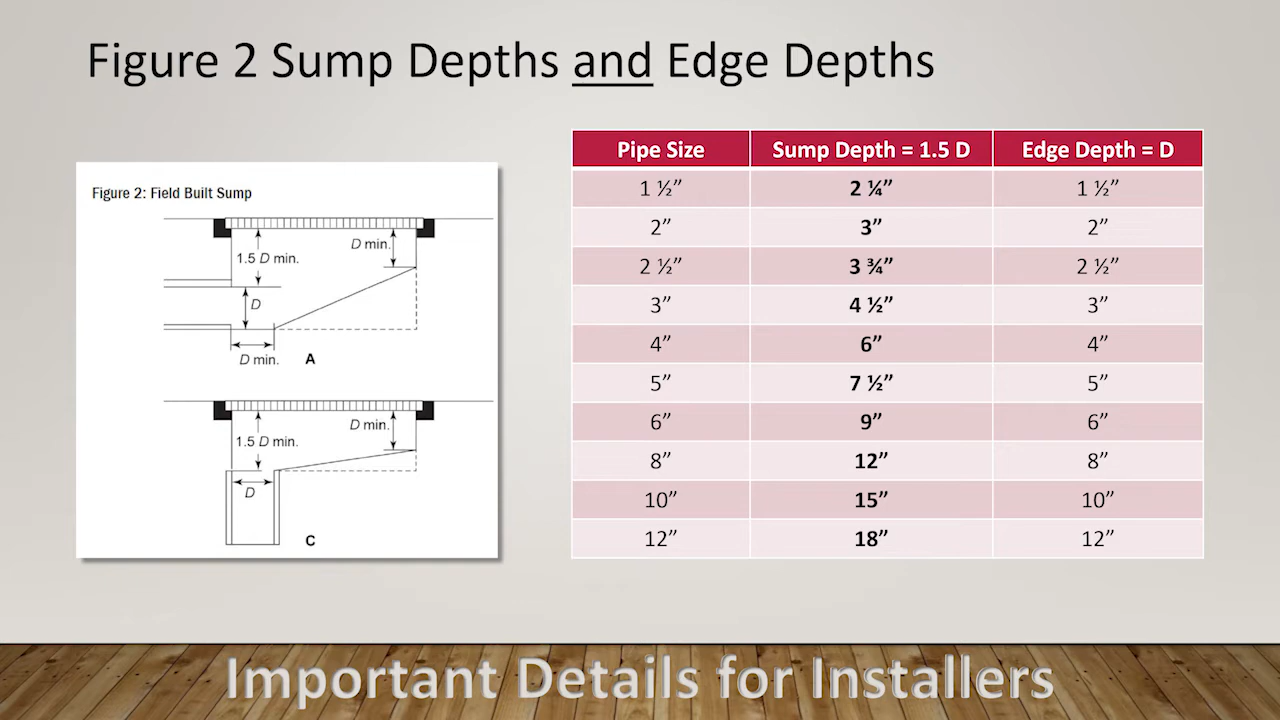 Figure 2 Sump Depths and Edge Depths
Figure 2: Field Built Sump
1.5 D min.
D min.
D
D min.
A
1.5 D min.
D min.
D
C
Pipe Size Sump Depth = 1.5 D Edge Depth = D
1 ½” 2 ¼” 1 ½”
2” 3” 2”
2 ½” 3 ¾” 2 ½”
3” 4 ½” 3”
4” 6” 4”
5” 7 ½” 5”
6” 9” 6”
8” 12” 8”
10” 15” 10”
12” 18” 12”
Important Details for Installers